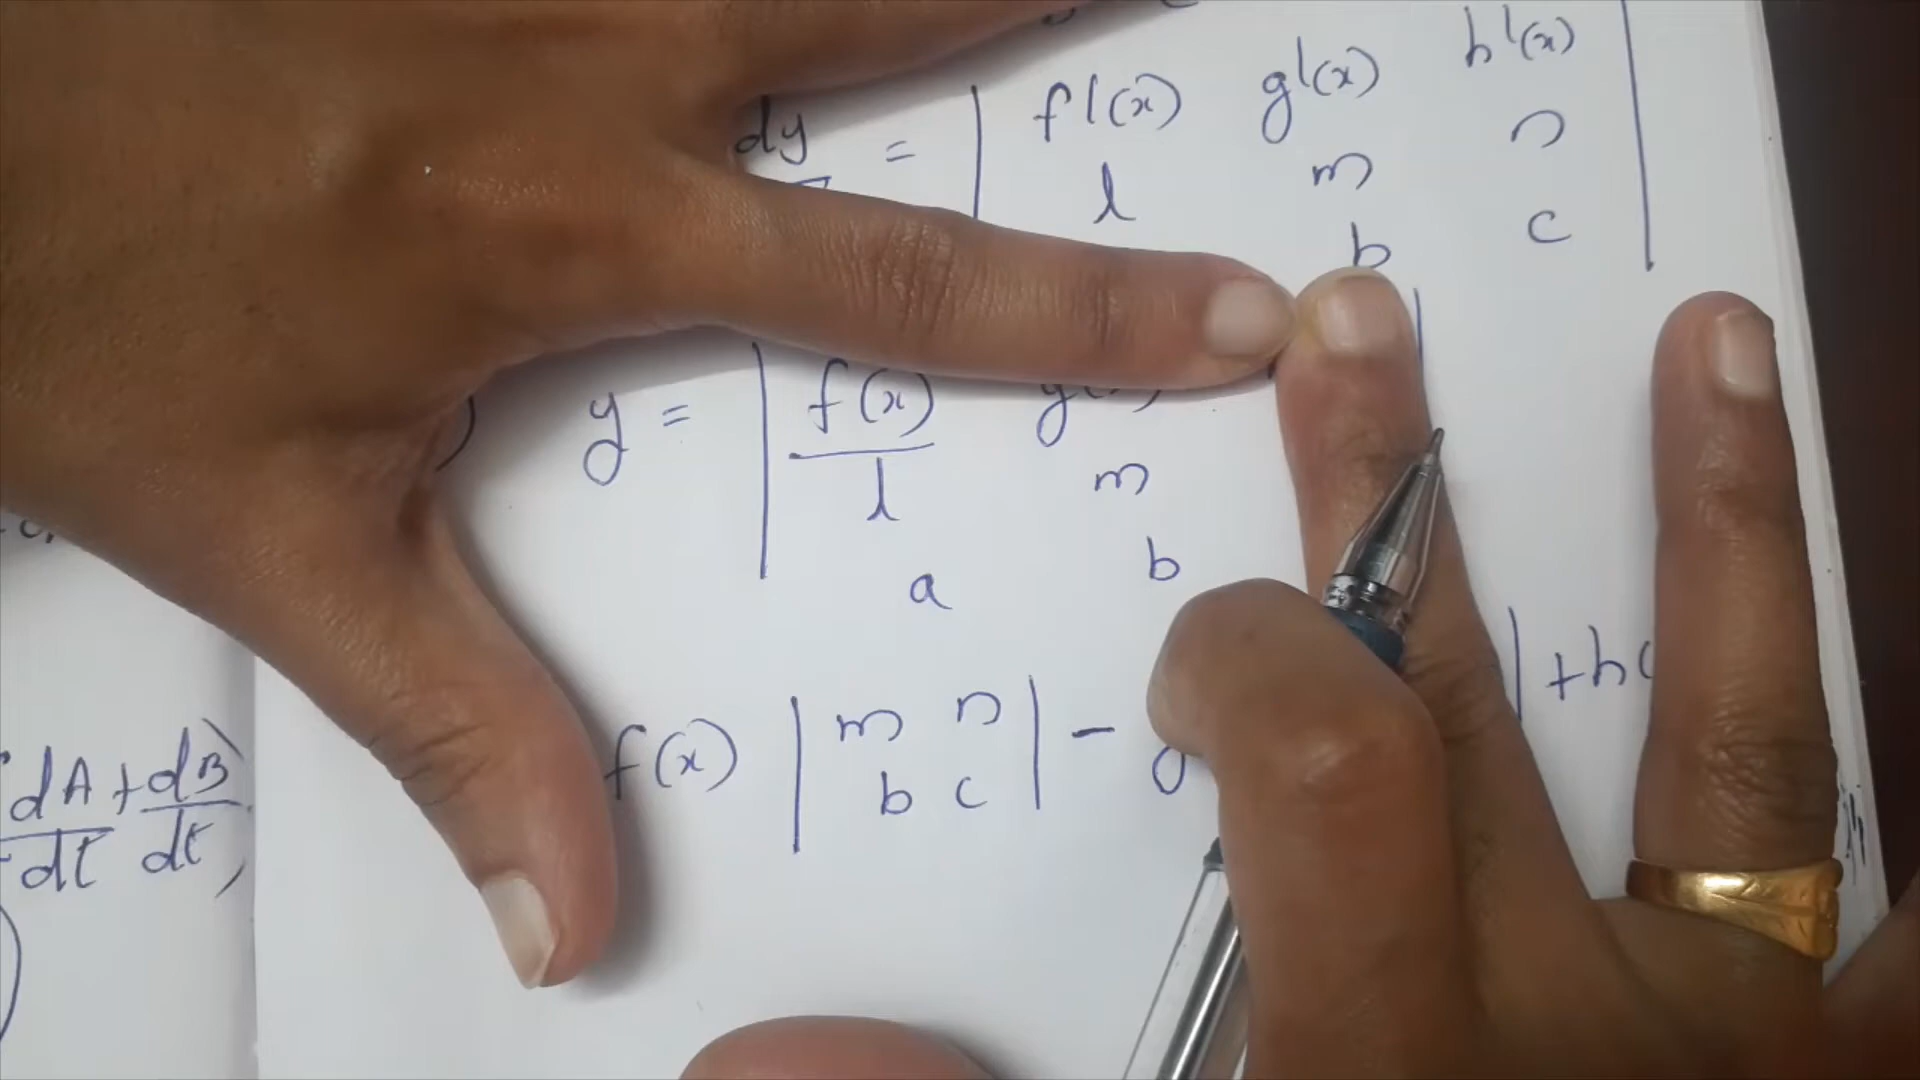 dy = | f'(x) g'(x) h'(x) |
l m n
b c
y = | f(x) g(x) |
l m
a b
f(x) | m n | - g | + h(
b c
dA + dB
dt dt